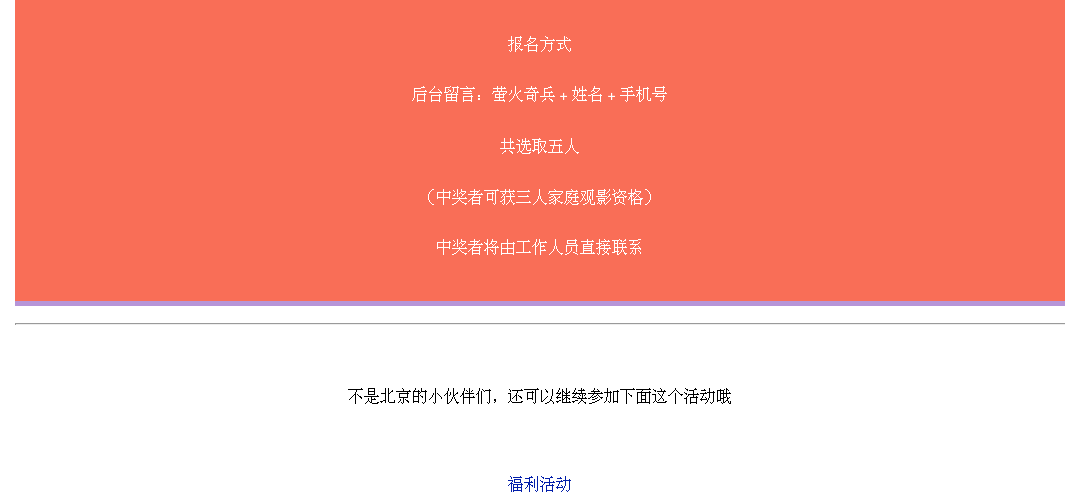 报名方式
后台留言：萤火奇兵+姓名+手机号
共选取五人
（中奖者可获三人家庭观影资格）
中奖者将由工作人员直接联系
不是北京的小伙伴们，还可以继续参加下面这个活动哦
福利活动